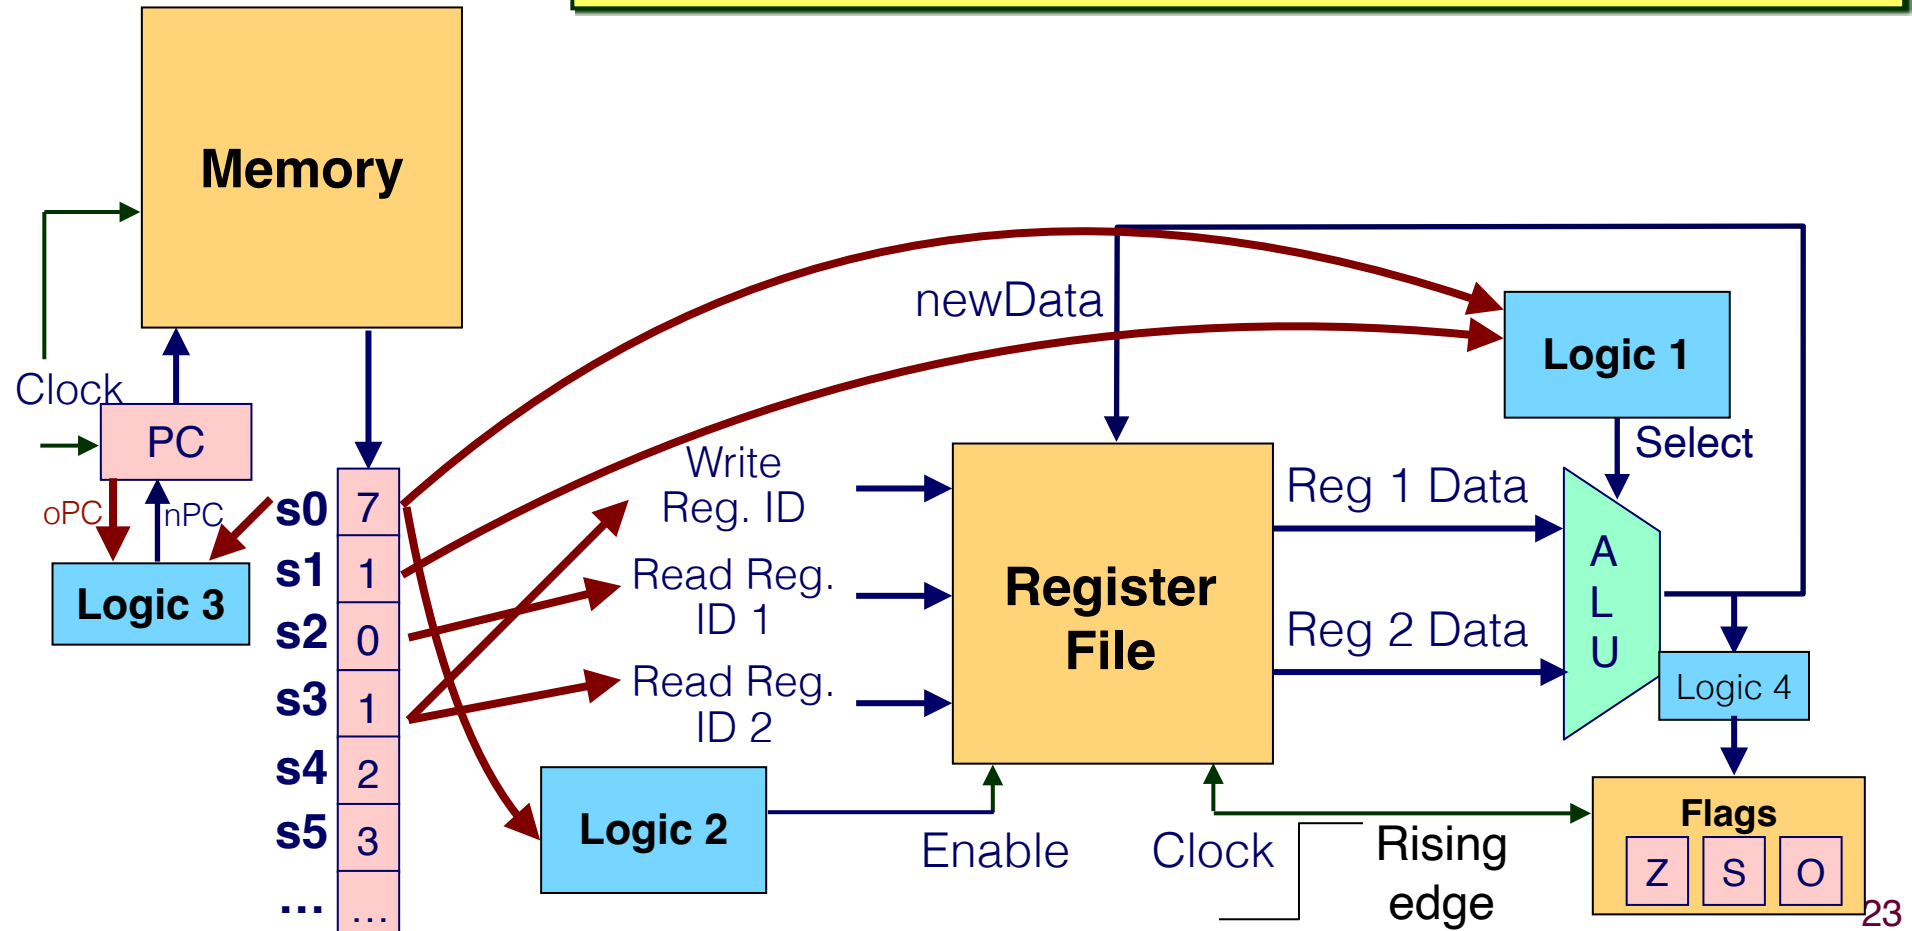 Memory
newData
Logic 1
Clock
PC
Select
oPC
nPC
Logic 3
s0 7
s1 1
s2 0
s3 1
s4 2
s5 3
... ...
Write
Reg. ID
Read Reg.
ID 1
Read Reg.
ID 2
Logic 2
Enable
Register
File
Clock
Rising
edge
Reg 1 Data
Reg 2 Data
A
L
U
Logic 4
Flags
Z S O
23